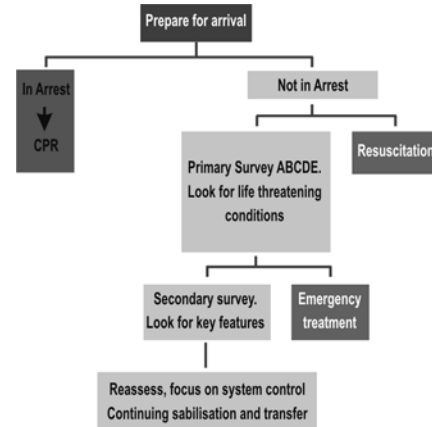 Prepare for arrival
In Arrest
CPR
Not in Arrest
Primary Survey ABCDE.
Look for life threatening
conditions
Resuscitation
Secondary survey.
Look for key features
Emergency
treatment
Reassess, focus on system control
Continuing sabilisation and transfer